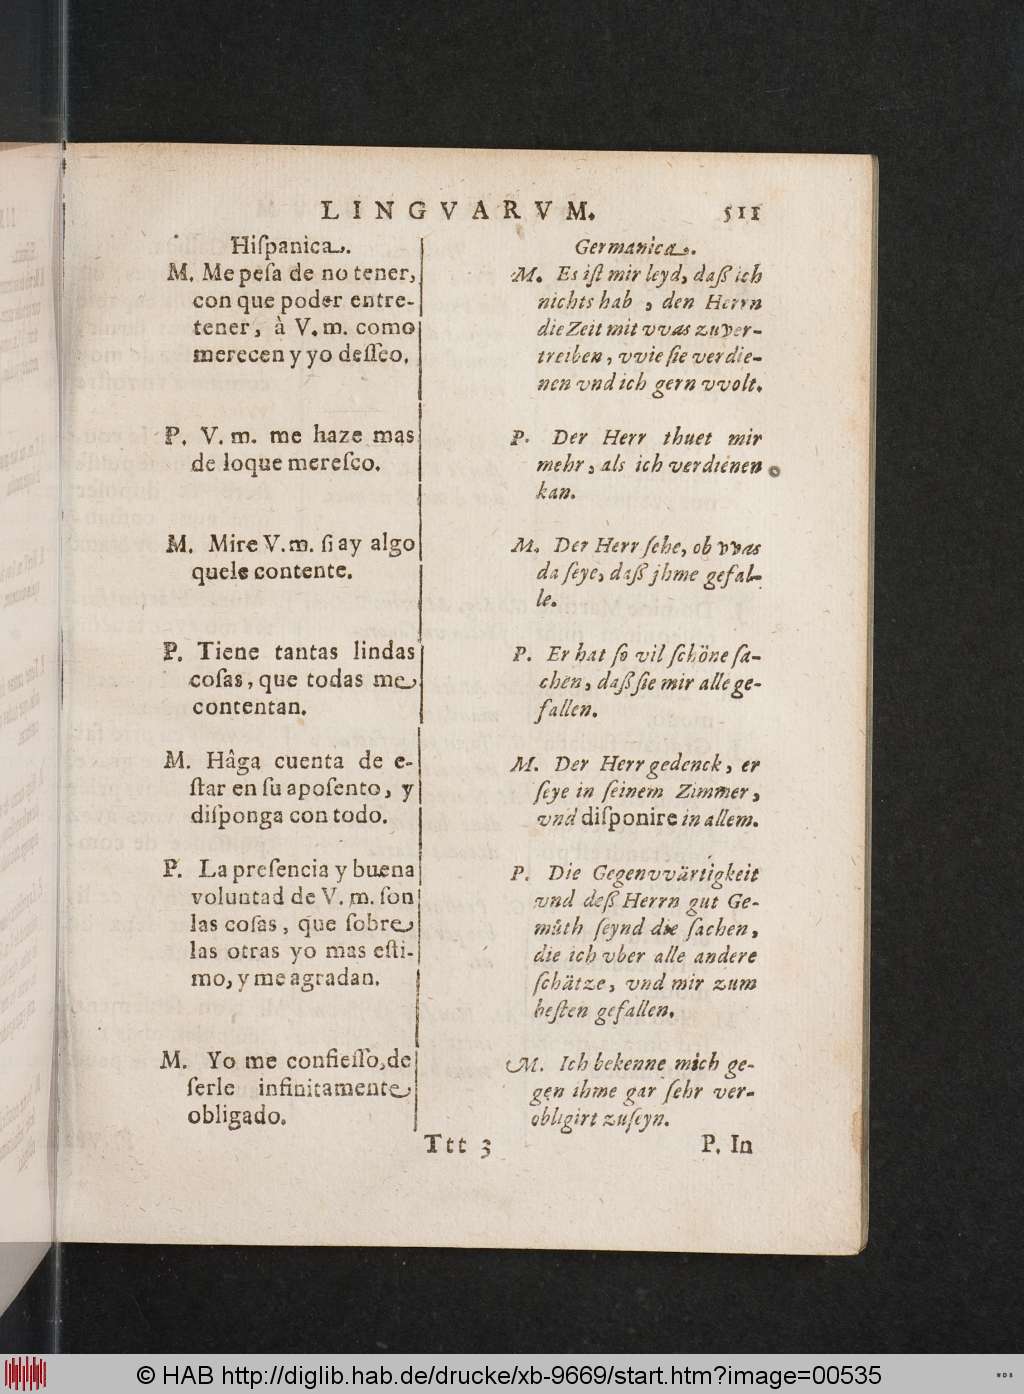 LINGVARVM. 511
Hiſpanica.
M. Me peſa de no tener,
con que poder entre-
tener, à V. m. como
merecen y yo deſſeo.
P. V. m. me haze mas
de loque mereſco.
M. Mire V. m. ſi ay algo
quele contente.
P. Tiene tantas lindas
coſas, que todas me
contentan.
M. Hâga cuenta de e-
ſtar en ſu apoſento, y
diſponga con todo.
P. La preſencia y buena
voluntad de V. m. ſon
las coſas, que ſobre
las otras yo mas eſti-
mo, y me agradan.
M. Yo me confieſſo, de
ſerle infinitamente
obligado.
Germanica.
M. Es iſt mir leyd, daß ich
nichts hab, den Herrn
die Zeit mit vvas zuver-
treiben, vvie ſie verdie-
nen vnd ich gern vvolt.
P. Der Herr thuet mir
mehr, als ich verdienen
kan.
M. Der Herr ſehe, ob vvas
da ſeye, daß jhme gefal-
le.
P. Er hat ſo vil ſchöne ſa-
chen, daß ſie mir alle ge-
fallen.
M. Der Herr gedenck, er
ſeye in ſeinem Zimmer,
vnd diſponire in allem.
P. Die Gegenvvärtigkeit
vnd deß Herrn gut Ge-
müth ſeynd die ſachen,
die ich vber alle andere
ſchätze, vnd mir zum
beſten gefallen.
M. Ich bekenne mich ge-
gen ihme gar ſehr ver-
obligirt zuſeyn.
Ttt 3 P. In
© HAB http://diglib.hab.de/drucke/xb-9669/start.htm?image=00535